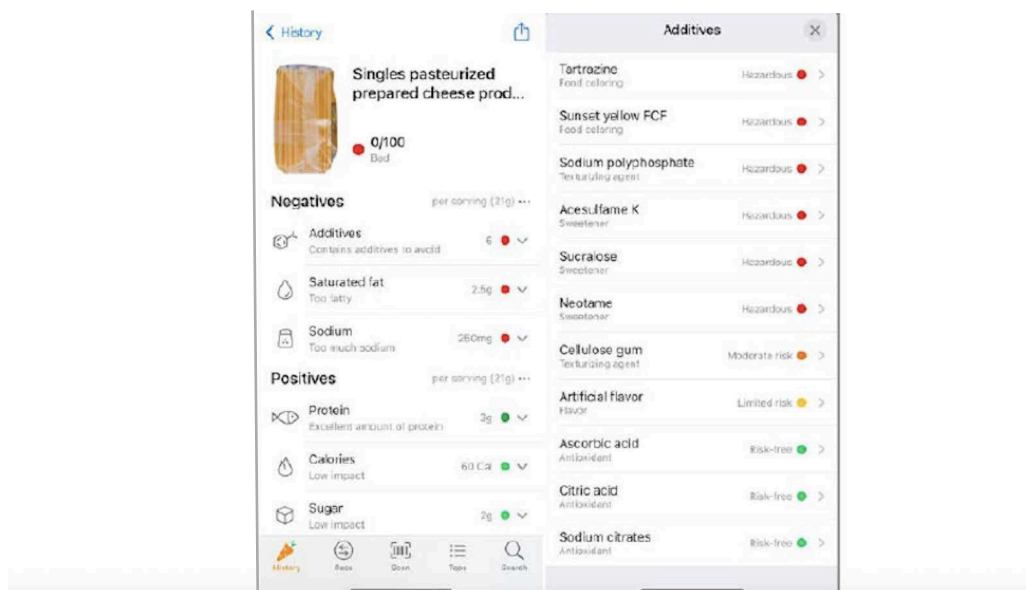 History
Singles pasteurized
prepared cheese prod...
0/100
Bad
Negatives
per serving (21g) •••
Additives
Contains additives to avoid
6
Saturated fat
Too fatty
2.5g
Sodium
Too much sodium
260mg
Positives
per serving (21g) •••
Protein
Excellent amount of protein
3g
Calories
Low impact
60 Cal
Sugar
Low impact
2g
History
Recs
Scan
Tops
Search
Additives
Tartrazine
Food coloring
Hazardous
Sunset yellow FCF
Food coloring
Hazardous
Sodium polyphosphate
Texturizing agent
Hazardous
Acesulfame K
Sweetener
Hazardous
Sucralose
Sweetener
Hazardous
Neotame
Sweetener
Hazardous
Cellulose gum
Texturizing agent
Moderate risk
Artificial flavor
Flavor
Limited risk
Ascorbic acid
Antioxidant
Risk-free
Citric acid
Antioxidant
Risk-free
Sodium citrates
Antioxidant
Risk-free